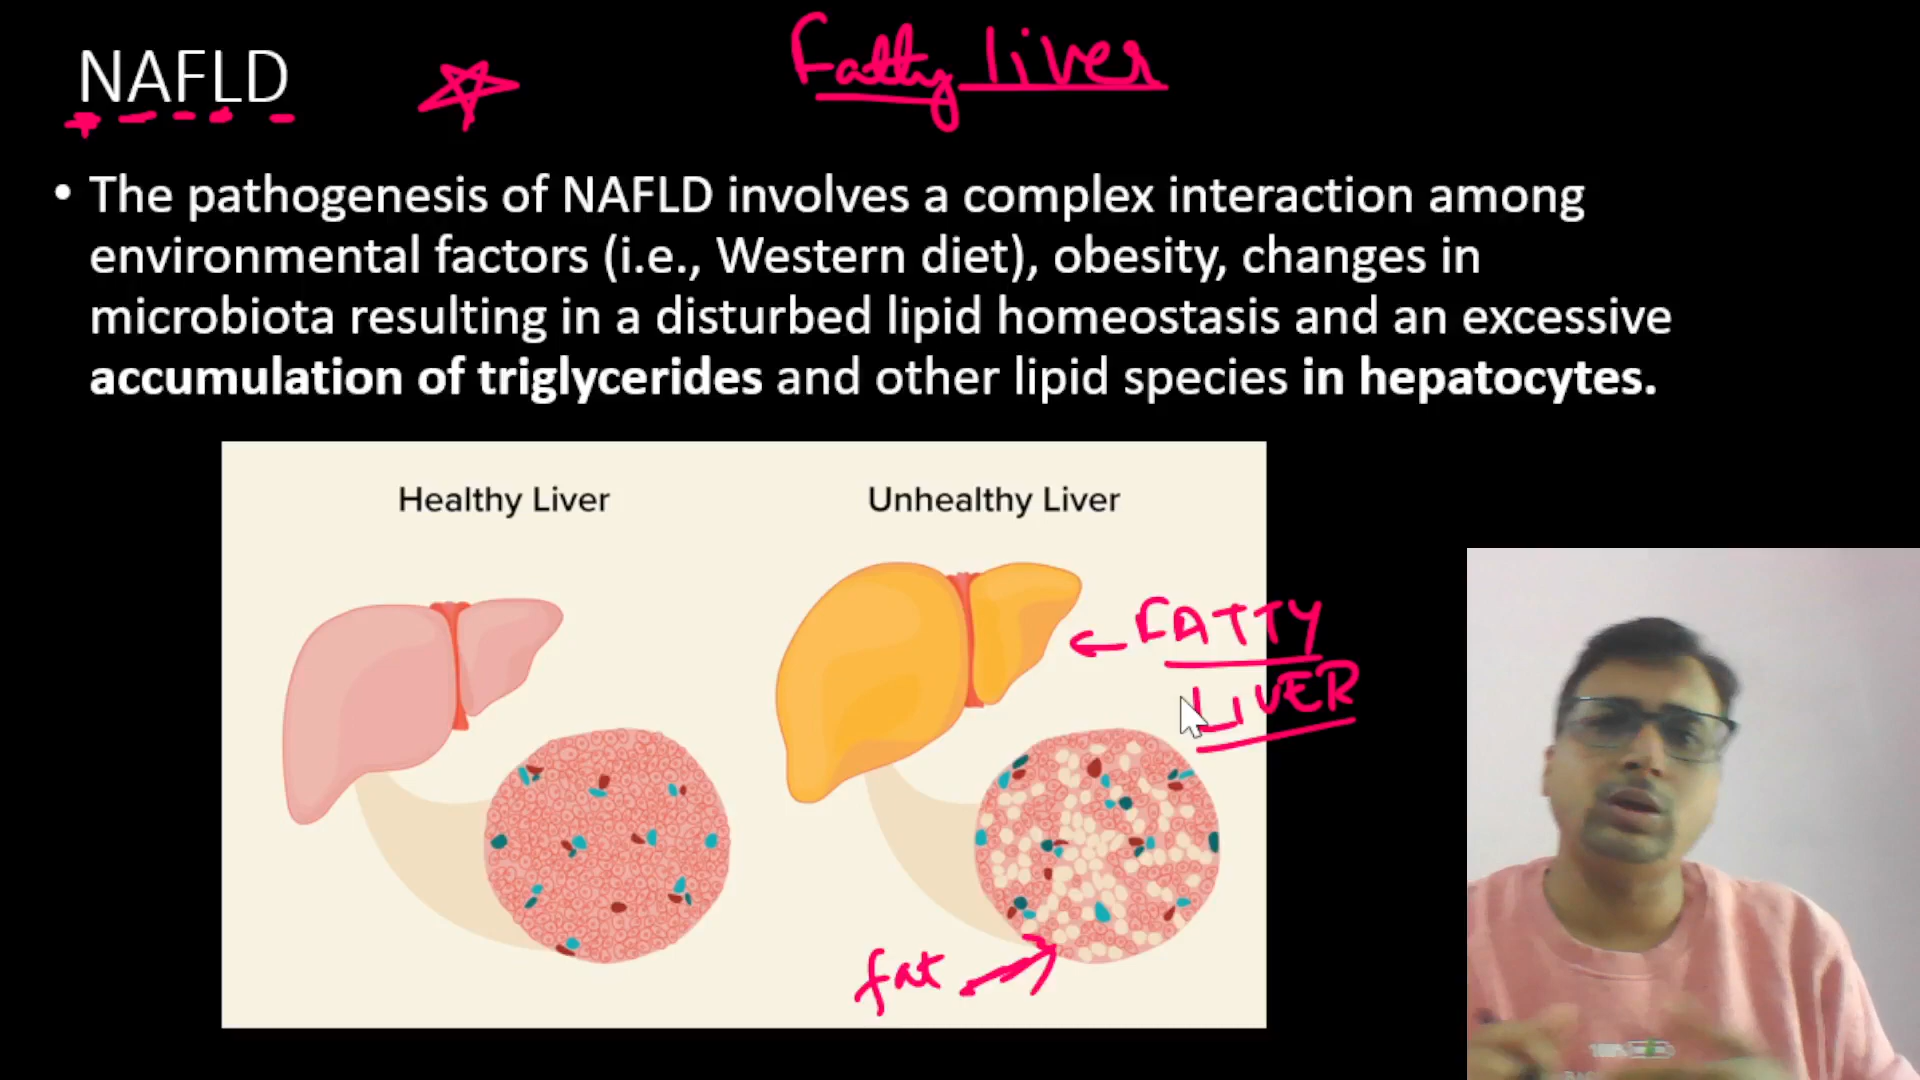 NAFLD
Fatty liver
• The pathogenesis of NAFLD involves a complex interaction among
environmental factors (i.e., Western diet), obesity, changes in
microbiota resulting in a disturbed lipid homeostasis and an excessive
accumulation of triglycerides and other lipid species in hepatocytes.
Healthy Liver
Unhealthy Liver
FATTY
LIVER
fat